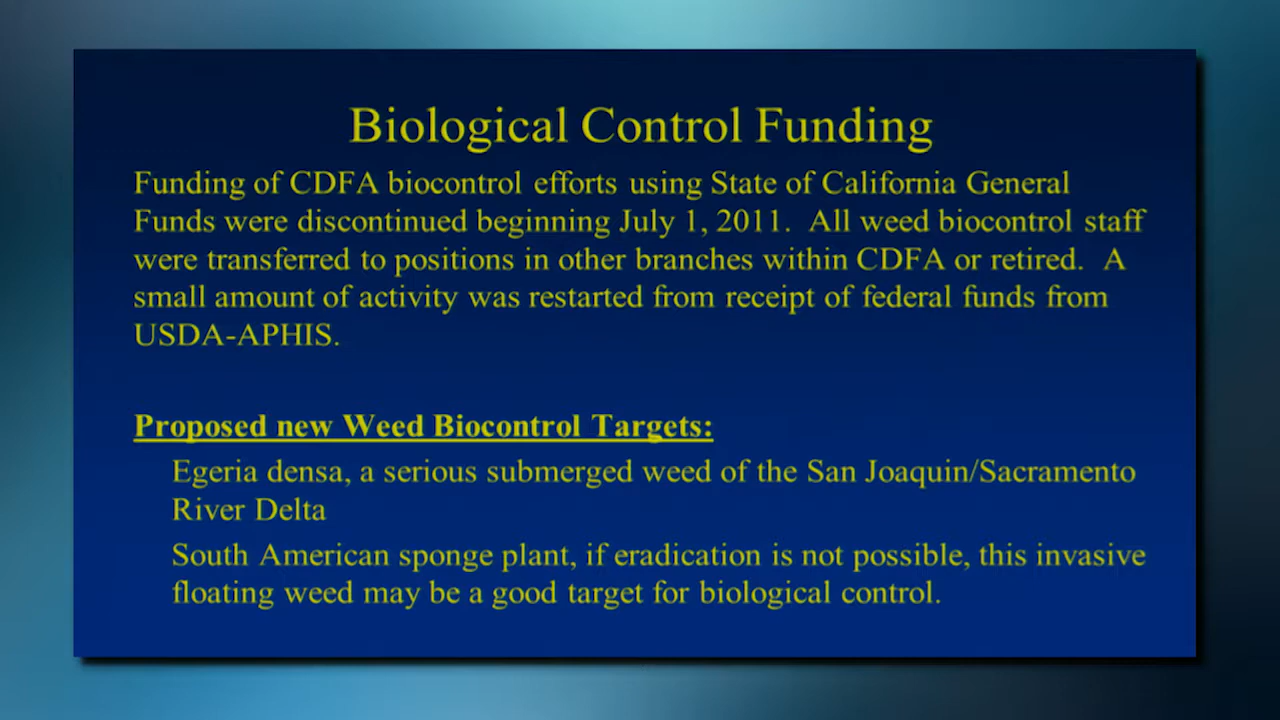 Biological Control Funding
Funding of CDFA biocontrol efforts using State of California General
Funds were discontinued beginning July 1, 2011.  All weed biocontrol staff
were transferred to positions in other branches within CDFA or retired.  A
small amount of activity was restarted from receipt of federal funds from
USDA-APHIS.
Proposed new Weed Biocontrol Targets:
Egeria densa, a serious submerged weed of the San Joaquin/Sacramento
River Delta
South American sponge plant, if eradication is not possible, this invasive
floating weed may be a good target for biological control.